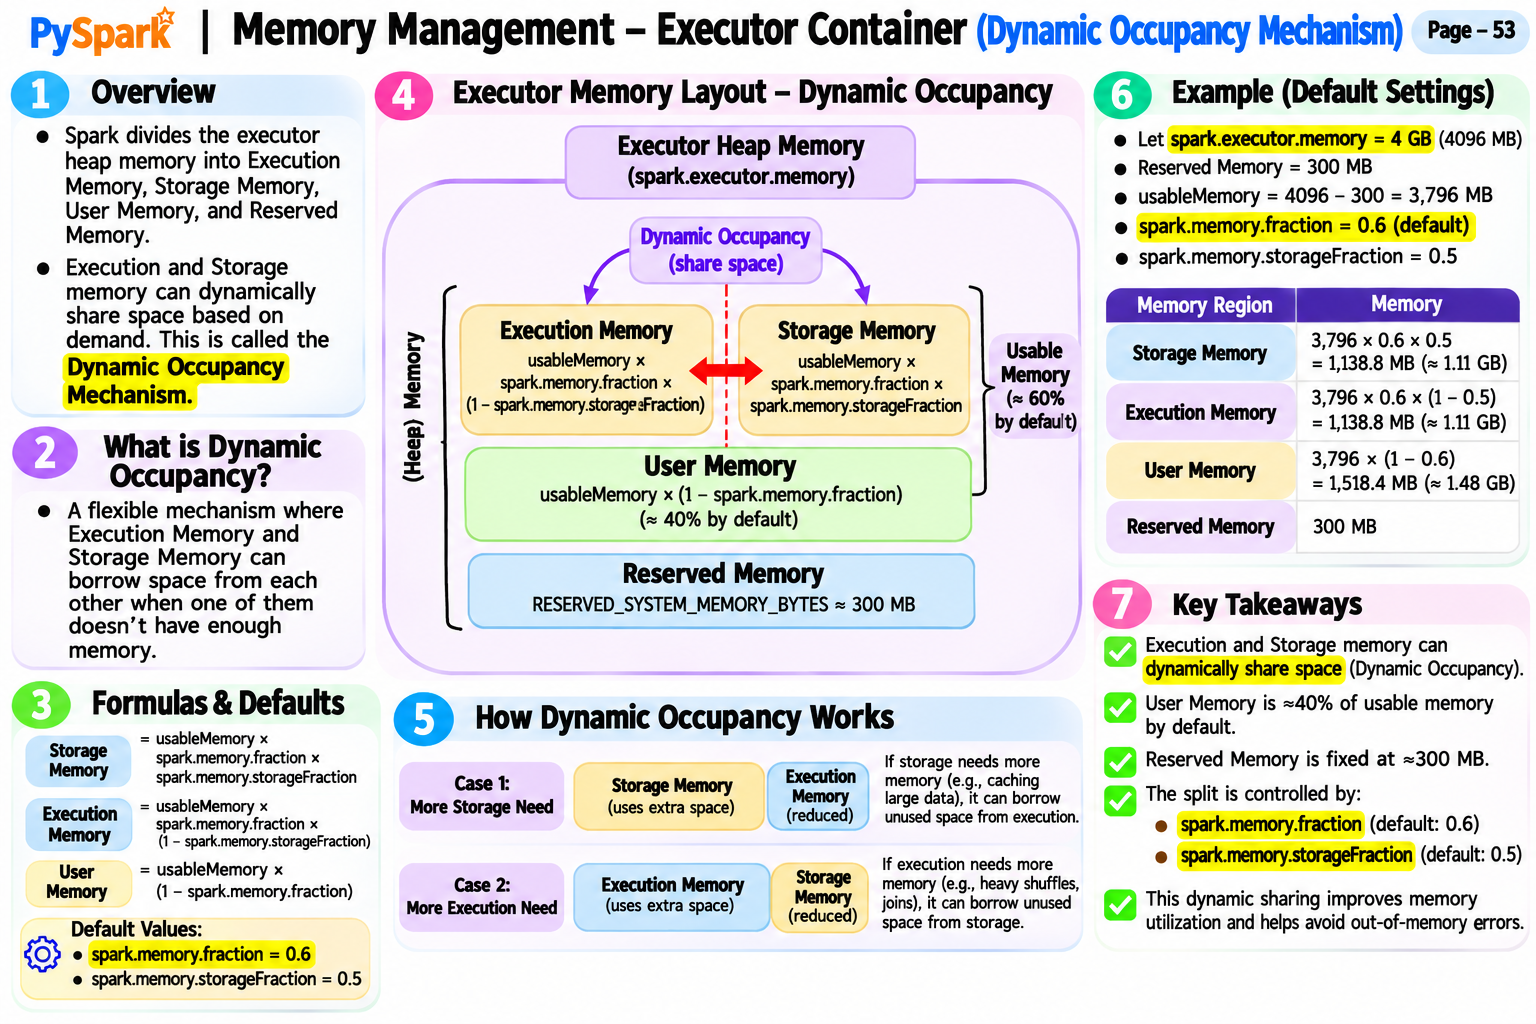 PySpark | Memory Management – Executor Container (Dynamic Occupancy Mechanism) Page – 53
1 Overview
● Spark divides the executor
heap memory into Execution
Memory, Storage Memory,
User Memory, and Reserved
Memory.
● Execution and Storage
memory can dynamically
share space based on
demand. This is called the
Dynamic Occupancy
Mechanism.
2 What is Dynamic
Occupancy?
● A flexible mechanism where
Execution Memory and
Storage Memory can
borrow space from each
other when one of them
doesn't have enough
memory.
3 Formulas & Defaults
Storage
Memory
= usableMemory ×
spark.memory.fraction ×
spark.memory.storageFraction
Execution
Memory
= usableMemory ×
spark.memory.fraction ×
(1 – spark.memory.storageFraction)
User
Memory
= usableMemory ×
(1 – spark.memory.fraction)
Default Values:
● spark.memory.fraction = 0.6
● spark.memory.storageFraction = 0.5
4 Executor Memory Layout – Dynamic Occupancy
Executor Heap Memory
(spark.executor.memory)
Dynamic Occupancy
(share space)
(Heep) Memory
Execution Memory
usableMemory ×
spark.memory.fraction ×
(1 – spark.memory.storageFraction)
Storage Memory
usableMemory ×
spark.memory.fraction ×
spark.memory.storageFraction
Usable
Memory
(≈ 60%
by default)
User Memory
usableMemory × (1 – spark.memory.fraction)
(≈ 40% by default)
Reserved Memory
RESERVED_SYSTEM_MEMORY_BYTES ≈ 300 MB
5 How Dynamic Occupancy Works
Case 1:
More Storage Need
Storage Memory
(uses extra space)
Execution
Memory
(reduced)
If storage needs more
memory (e.g., caching
large data), it can borrow
unused space from execution.
Case 2:
More Execution Need
Execution Memory
(uses extra space)
Storage
Memory
(reduced)
If execution needs more
memory (e.g., heavy shuffles,
joins), it can borrow unused
space from storage.
6 Example (Default Settings)
● Let spark.executor.memory = 4 GB (4096 MB)
● Reserved Memory = 300 MB
● usableMemory = 4096 – 300 = 3,796 MB
● spark.memory.fraction = 0.6 (default)
● spark.memory.storageFraction = 0.5
Memory Region Memory
Storage Memory
3,796 × 0.6 × 0.5
= 1,138.8 MB (≈ 1.11 GB)
Execution Memory
3,796 × 0.6 × (1 – 0.5)
= 1,138.8 MB (≈ 1.11 GB)
User Memory
3,796 × (1 – 0.6)
= 1,518.4 MB (≈ 1.48 GB)
Reserved Memory 300 MB
7 Key Takeaways
Execution and Storage memory can
dynamically share space (Dynamic Occupancy).
User Memory is ≈40% of usable memory
by default.
Reserved Memory is fixed at ≈300 MB.
The split is controlled by:
● spark.memory.fraction (default: 0.6)
● spark.memory.storageFraction (default: 0.5)
This dynamic sharing improves memory
utilization and helps avoid out-of-memory errors.